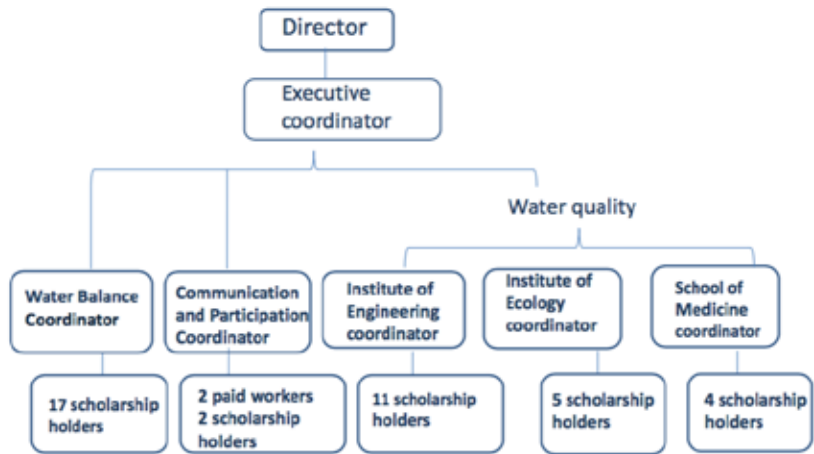 Director
Executive
coordinator
Water quality
Water Balance
Coordinator
Communication
and Participation
Coordinator
Institute of
Engineering
coordinator
Institute of
Ecology
coordinator
School of
Medicine
coordinator
17 scholarship
holders
2 paid workers
2 scholarship
holders
11 scholarship
holders
5 scholarship
holders
4 scholarship
holders